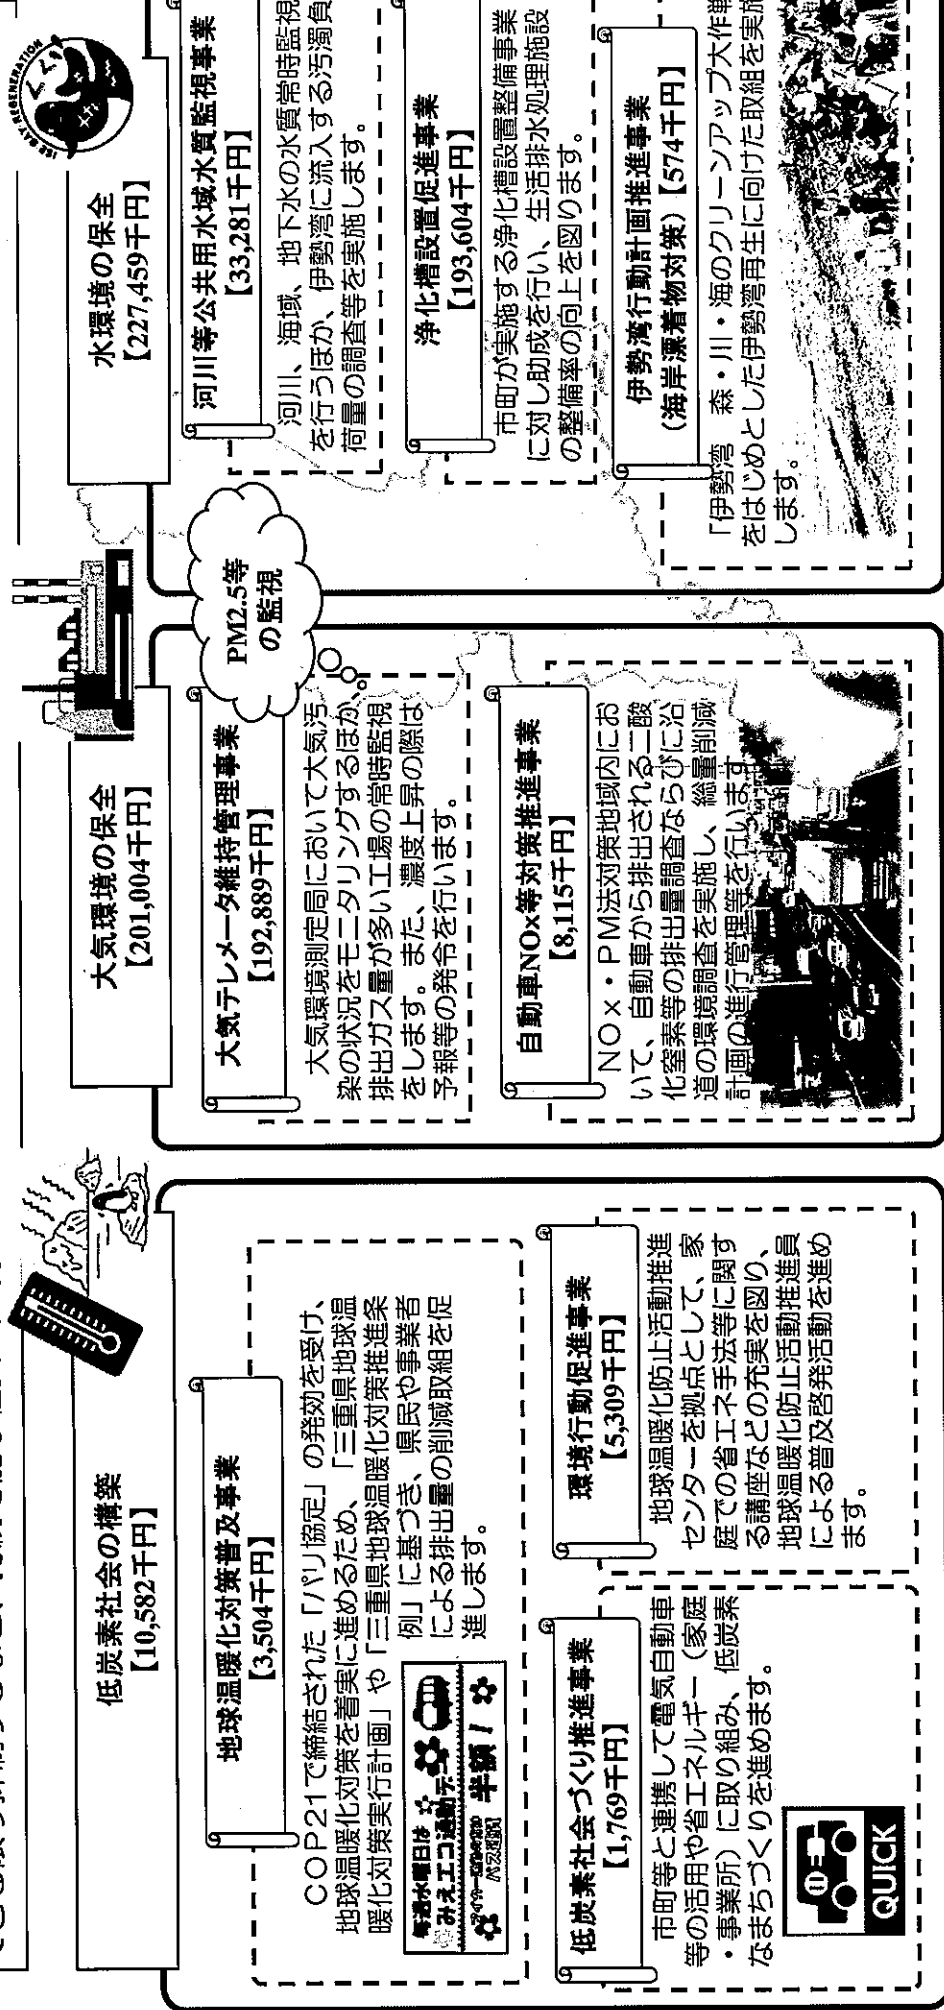 低炭素社会の構築
【10,582千円】
地球温暖化対策普及事業
【3,504千円】
COP21で締結された「パリ協定」の発効を受け、
地球温暖化対策を着実に進めるため、「三重県地球温
暖化対策実行計画」や「三重県地球温暖化対策推進条
例」に基づき、県民や事業者
による排出量の削減取組を促
進します。
毎週水曜日は
みえエコ通勤デー
半額!
低炭素社会づくり推進事業
【1,769千円】
市町等と連携して電気自動車
等の活用や省エネルギー(家庭
・事業所)に取り組み、低炭素
なまちづくりを進めます。
QUICK
環境行動促進事業
【5,309千円】
地球温暖化防止活動推進
センターを拠点として、家
庭での省エネ手法等に関す
る講座などの充実を図り、
地球温暖化防止活動推進員
による普及啓発活動を進め
ます。
大気環境の保全
【201,004千円】
大気テレメータ維持管理事業
【192,889千円】
PM2.5等
の監視
大気環境測定局において大気汚
染の状況をモニタリングするほか、
排出ガス量が多い工場の常時監視
をします。また、濃度上昇の際は
予報等の発令を行います。
自動車NOx等対策推進事業
【8,115千円】
NOx・PM法対策地域内にお
いて、自動車から排出される二酸
化窒素等の排出量調査ならびに沿
道の環境調査を実施し、総量削減
計画の進行管理等を行います
水環境の保全
【227,459千円】
ISE BAY REGENERATION
河川等公共用水域水質監視事業
【33,281千円】
河川、海域、地下水の水質常時監視
を行うほか、伊勢湾に流入する汚濁負
荷量の調査等を実施します。
浄化槽設置促進事業
【193,604千円】
市町が実施する浄化槽設置整備事業
に対し助成を行い、生活排水処理施設
の整備率の向上を図ります。
伊勢湾行動計画推進事業
(海岸漂着物対策)【574千円】
「伊勢湾 森・川・海のクリーンアップ大作戦
をはじめとした伊勢湾再生に向けた取組を実施
します。